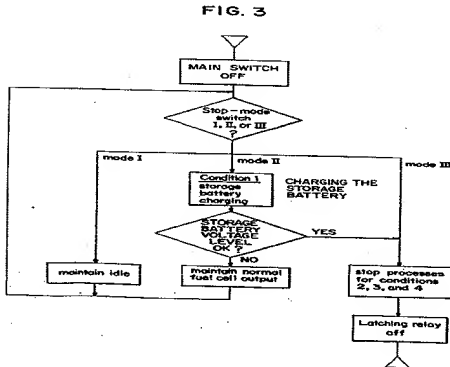 FIG. 3
MAIN SWITCH
OFF
Stop-mode
switch
I, II, or III
?
mode I
mode II
mode III
Condition 1
storage
battery
charging
CHARGING THE
STORAGE
BATTERY
STORAGE
BATTERY
VOLTAGE
LEVEL
OK ?
YES
NO
maintain idle
maintain normal
fuel cell output
stop processes
for conditions
2, 3, and 4
Latching relay
off